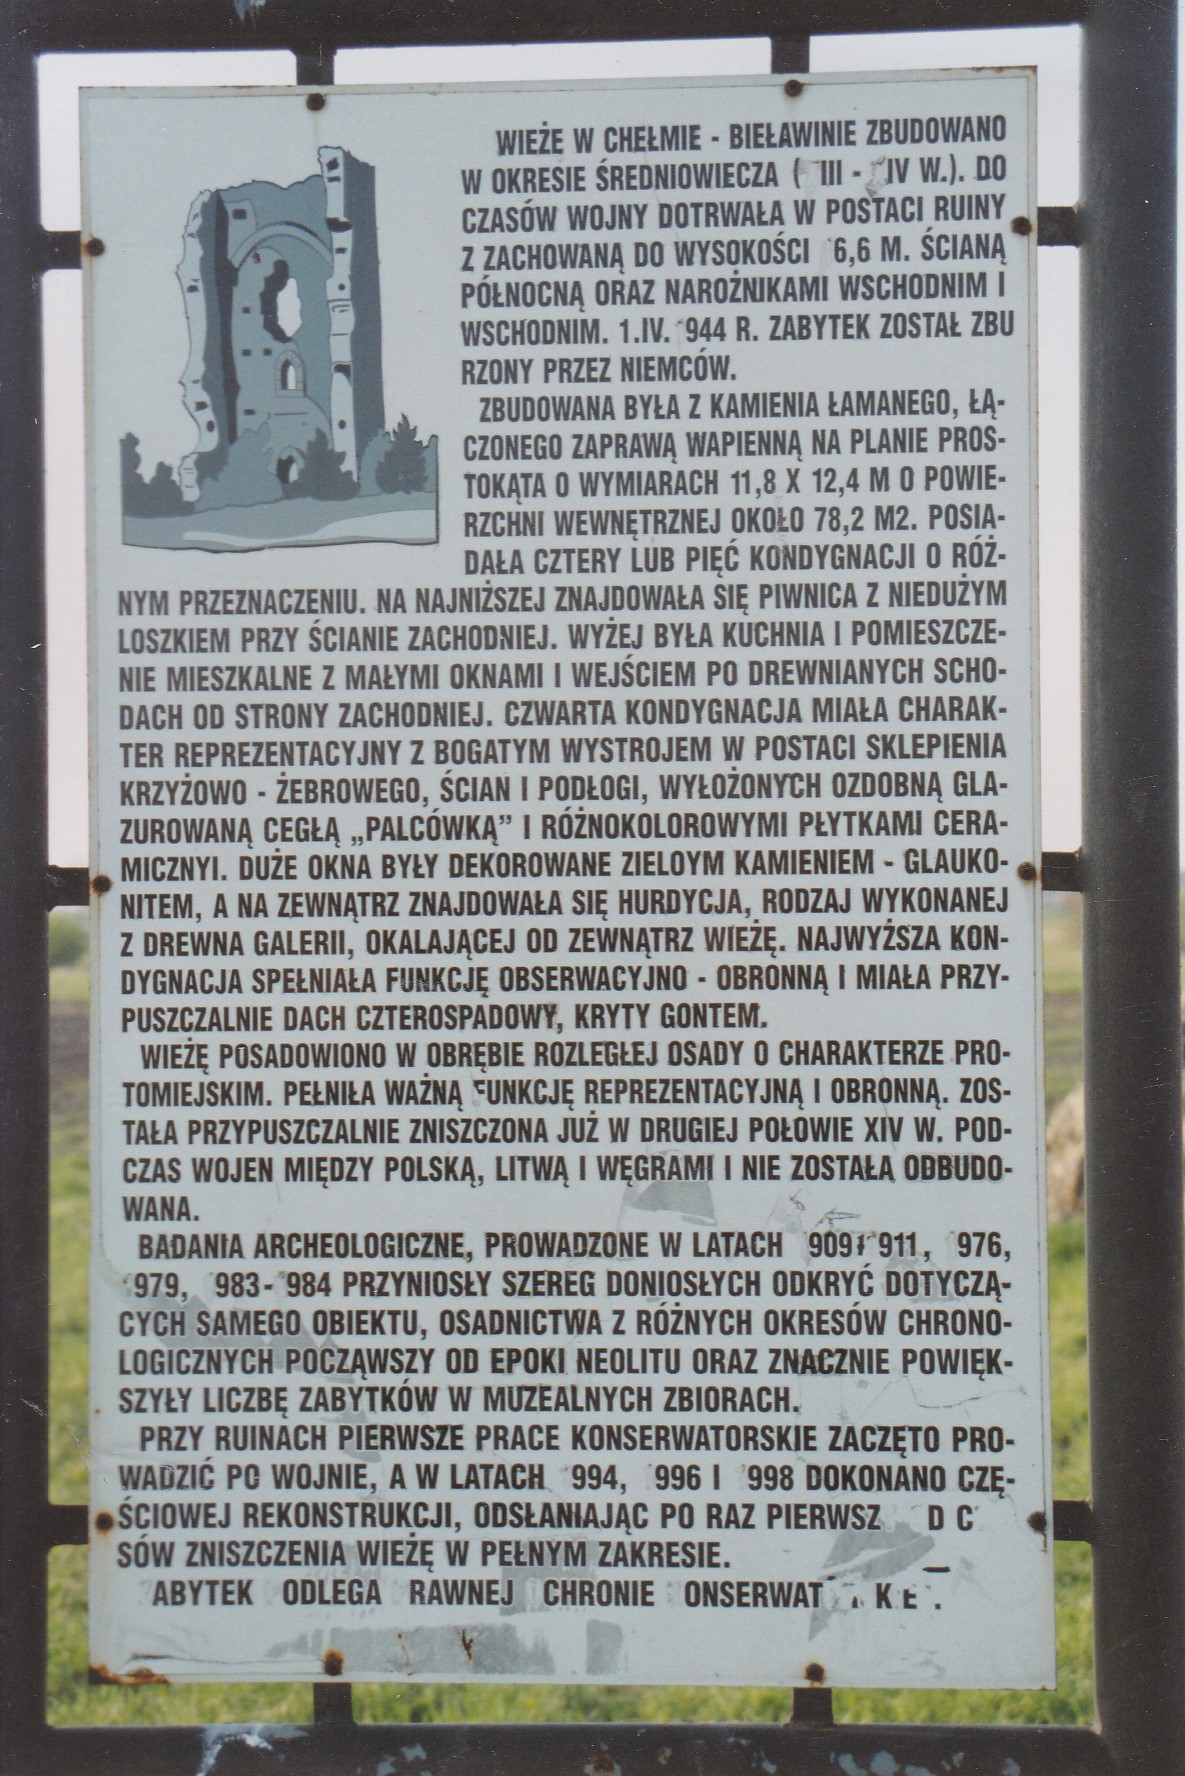 WIEŻE W CHEŁMIE - BIEŁAWINIE ZBUDOWANO
W OKRESIE ŚREDNIOWIECZA ( III - IV W.). DO
CZASÓW WOJNY DOTRWAŁA W POSTACI RUINY
Z ZACHOWANĄ DO WYSOKOŚCI 6,6 M. ŚCIANĄ
PÓŁNOCNĄ ORAZ NAROŻNIKAMI WSCHODNIM I
WSCHODNIM. 1.IV. 944 R. ZABYTEK ZOSTAŁ ZBU
RZONY PRZEZ NIEMCÓW.
ZBUDOWANA BYŁA Z KAMIENIA ŁAMANEGO, ŁĄ-
CZONEGO ZAPRAWĄ WAPIENNĄ NA PLANIE PROS-
TOKĄTA O WYMIARACH 11,8 X 12,4 M O POWIE-
RZCHNI WEWNĘTRZNEJ OKOŁO 78,2 M2. POSIA-
DAŁA CZTERY LUB PIĘĆ KONDYGNACJI O RÓŻ-
NYM PRZEZNACZENIU. NA NAJNIŻSZEJ ZNAJDOWAŁA SIĘ PIWNICA Z NIEDUŻYM
LOSZKIEM PRZY ŚCIANIE ZACHODNIEJ. WYŻEJ BYŁA KUCHNIA I POMIESZCZE-
NIE MIESZKALNE Z MAŁYMI OKNAMI I WEJŚCIEM PO DREWNIANYCH SCHO-
DACH OD STRONY ZACHODNIEJ. CZWARTA KONDYGNACJA MIAŁA CHARAK-
TER REPREZENTACYJNY Z BOGATYM WYSTROJEM W POSTACI SKLEPIENIA
KRZYŻOWO - ŻEBROWEGO, ŚCIAN I PODŁOGI, WYŁOŻONYCH OZDOBNĄ GLA-
ZUROWANĄ CEGŁĄ „PALCÓWKĄ” I RÓŻNOKOLOROWYMI PŁYTKAMI CERA-
MICZNYI. DUŻE OKNA BYŁY DEKOROWANE ZIELOYM KAMIENIEM - GLAUKO-
NITEM, A NA ZEWNĄTRZ ZNAJDOWAŁA SIĘ HURDYCJA, RODZAJ WYKONANEJ
Z DREWNA GALERII, OKALAJĄCEJ OD ZEWNĄTRZ WIEŻĘ. NAJWYŻSZA KON-
DYGNACJA SPEŁNIAŁA FUNKCJĘ OBSERWACYJNO - OBRONNĄ I MIAŁA PRZY-
PUSZCZALNIE DACH CZTEROSPADOWY, KRYTY GONTEM.
WIEŻĘ POSADOWIONO W OBRĘBIE ROZLEGŁEJ OSADY O CHARAKTERZE PRO-
TOMIEJSKIM. PEŁNIŁA WAŻNĄ FUNKCJĘ REPREZENTACYJNĄ I OBRONNĄ. ZOS-
TAŁA PRZYPUSZCZALNIE ZNISZCZONA JUŻ W DRUGIEJ POŁOWIE XIV W. POD-
CZAS WOJEN MIĘDZY POLSKĄ, LITWĄ I WĘGRAMI I NIE ZOSTAŁA ODBUDO-
WANA.
BADANIA ARCHEOLOGICZNE, PROWADZONE W LATACH 909 911, 976,
979, 983- 984 PRZYNIOSŁY SZEREG DONIOSŁYCH ODKRYĆ DOTYCZĄ-
CYCH SAMEGO OBIEKTU, OSADNICTWA Z RÓŻNYCH OKRESÓW CHRONO-
LOGICZNYCH POCZĄWSZY OD EPOKI NEOLITU ORAZ ZNACZNIE POWIĘK-
SZYŁY LICZBĘ ZABYTKÓW W MUZEALNYCH ZBIORACH.
PRZY RUINACH PIERWSZE PRACE KONSERWATORSKIE ZACZĘTO PRO-
WADZIĆ PO WOJNIE, A W LATACH 994, 996 I 998 DOKONANO CZĘ-
ŚCIOWEJ REKONSTRUKCJI, ODSŁANIAJĄC PO RAZ PIERWSZ D C
SÓW ZNISZCZENIA WIEŻĘ W PEŁNYM ZAKRESIE.
ABYTEK ODLEGA RAWNEJ CHRONIE ONSERWAT